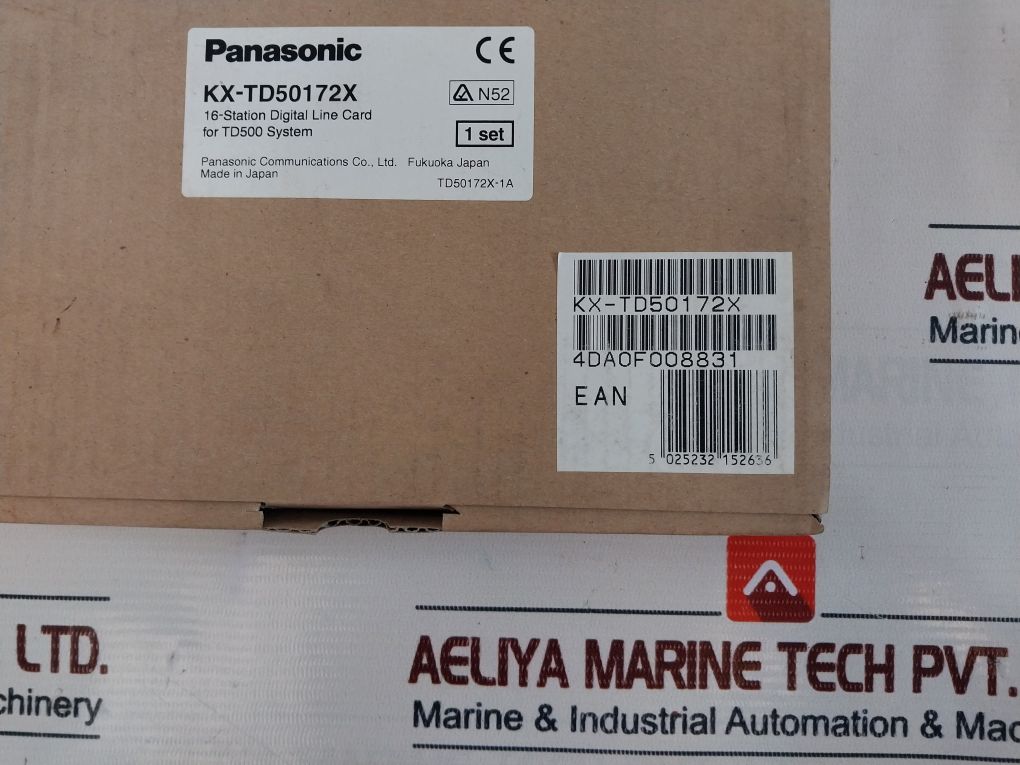 Panasonic
CE
KX-TD50172X
N52
16-Station Digital Line Card
for TD500 System
1 set
Panasonic Communications Co., Ltd. Fukuoka Japan
Made in Japan
TD50172X-1A
KX-TD50172X
4DA0F008831
EAN
5 025232 152636
AELI
Marin
LTD.
chinery
AELIYA MARINE TECH PVT.
Marine & Industrial Automation & Mac